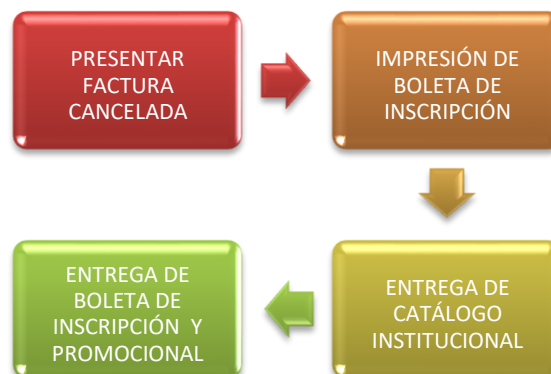 PRESENTAR
FACTURA
CANCELADA
IMPRESIÓN DE
BOLETA DE
INSCRIPCIÓN
ENTREGA DE
CATÁLOGO
INSTITUCIONAL
ENTREGA DE
BOLETA DE
INSCRIPCIÓN Y
PROMOCIONAL